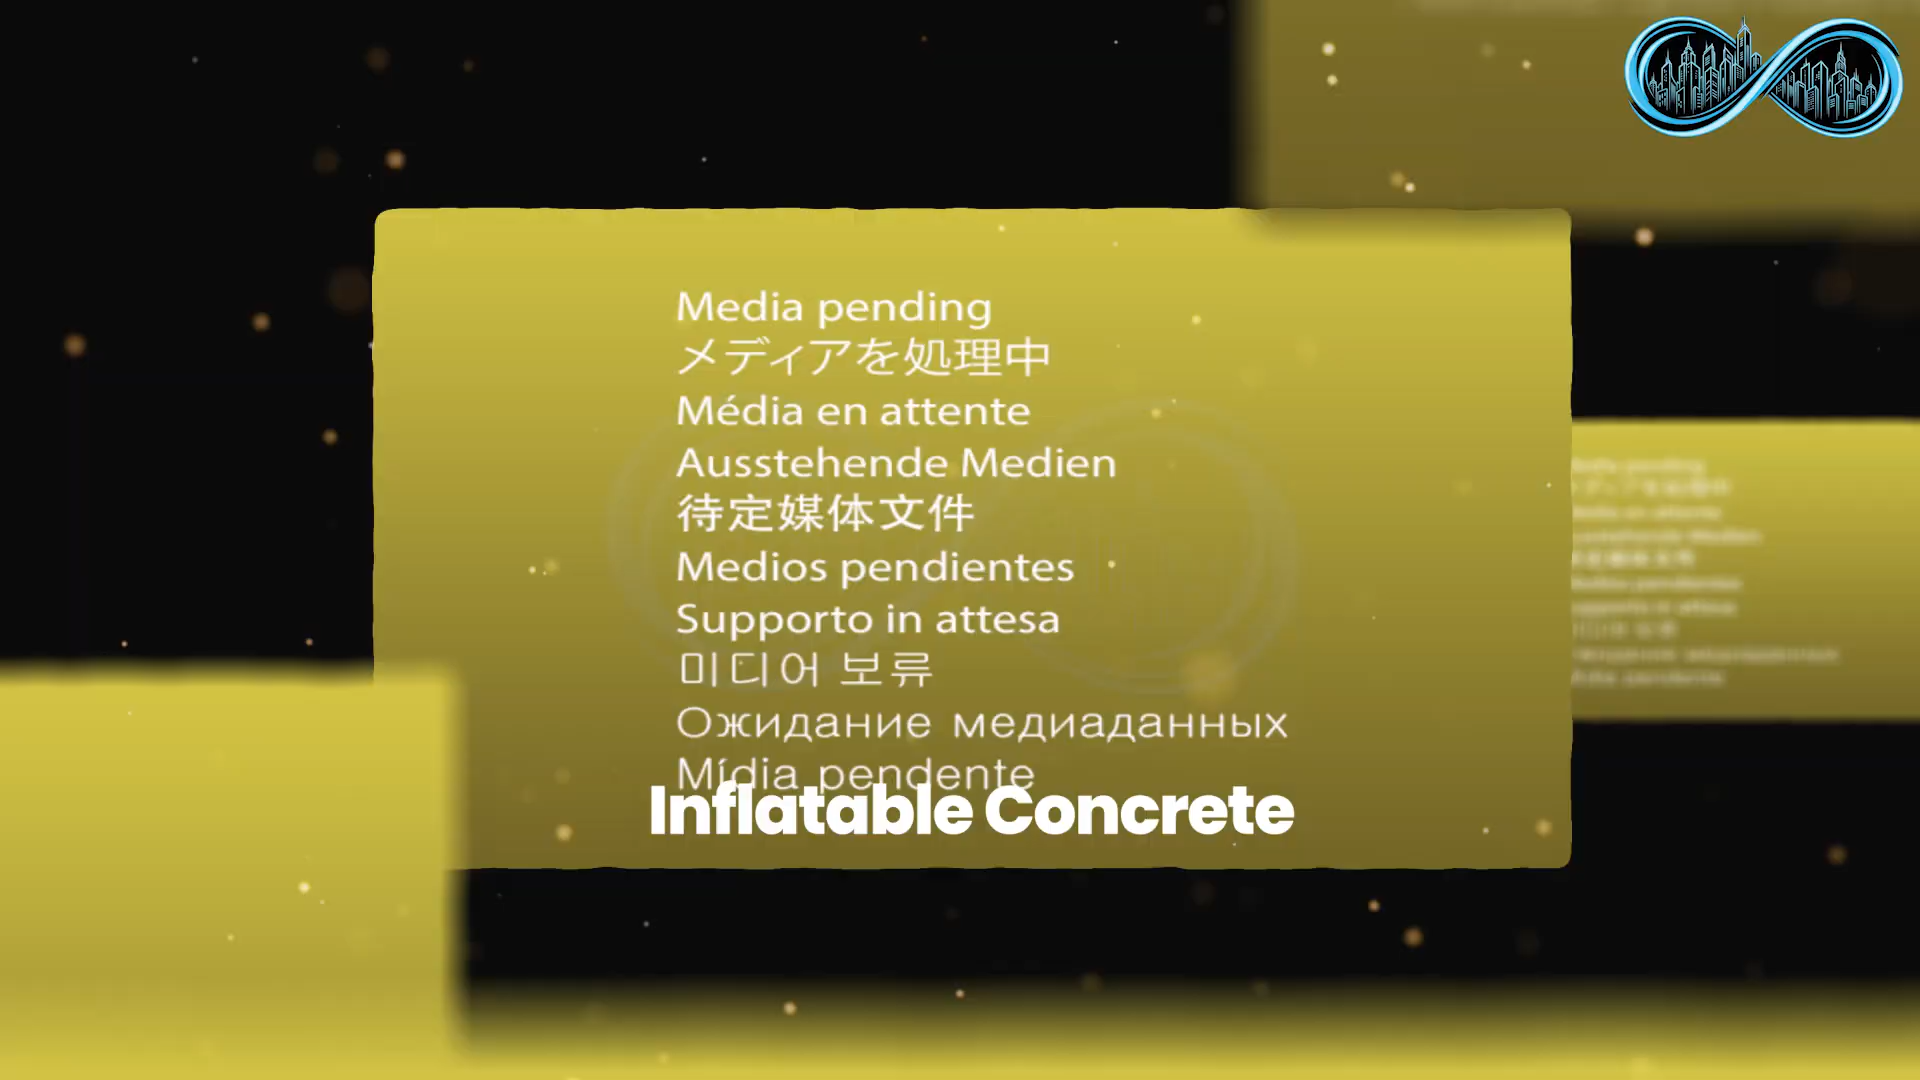 Media pending
メディアを処理中
Média en attente
Ausstehende Medien
待定媒体文件
Medios pendientes
Supporto in attesa
미디어 보류
Ожидание медиаданных
Mídia pendente
Inflatable Concrete